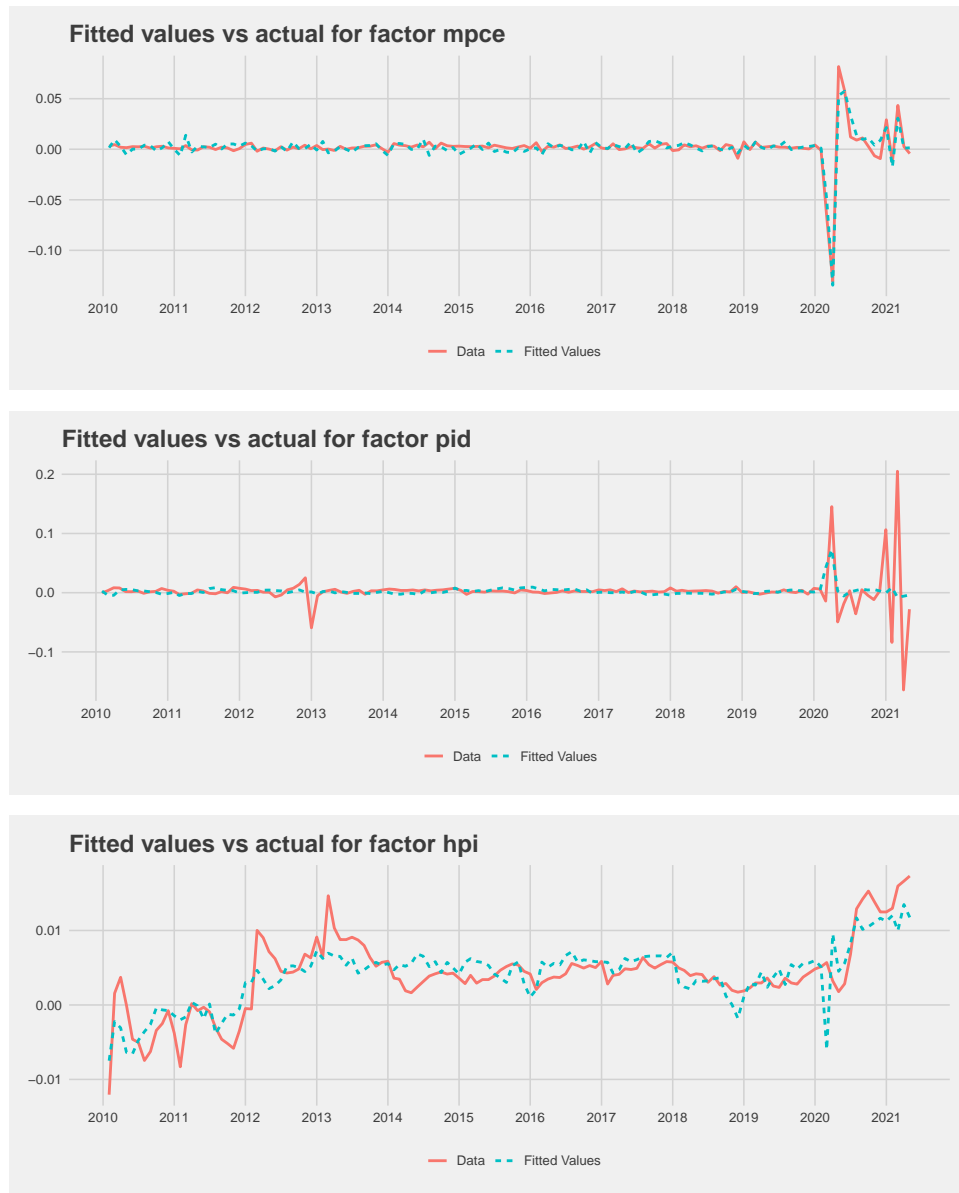 Fitted values vs actual for factor mpce
0.05
0.00
−0.05
−0.10
2010 2011 2012 2013 2014 2015 2016 2017 2018 2019 2020 2021
Data Fitted Values
Fitted values vs actual for factor pid
0.2
0.1
0.0
−0.1
2010 2011 2012 2013 2014 2015 2016 2017 2018 2019 2020 2021
Data Fitted Values
Fitted values vs actual for factor hpi
0.01
0.00
−0.01
2010 2011 2012 2013 2014 2015 2016 2017 2018 2019 2020 2021
Data Fitted Values